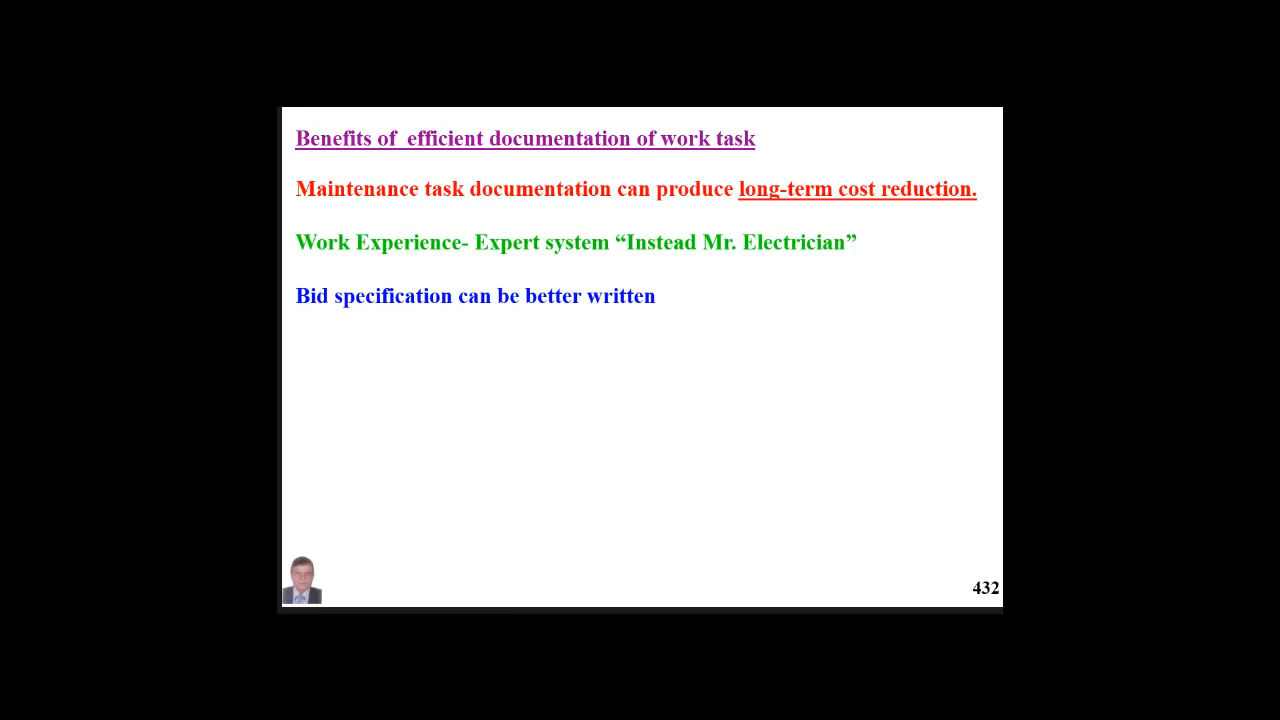 Benefits of  efficient documentation of work task
Maintenance task documentation can produce long-term cost reduction.
Work Experience- Expert system “Instead Mr. Electrician”
Bid specification can be better written
432